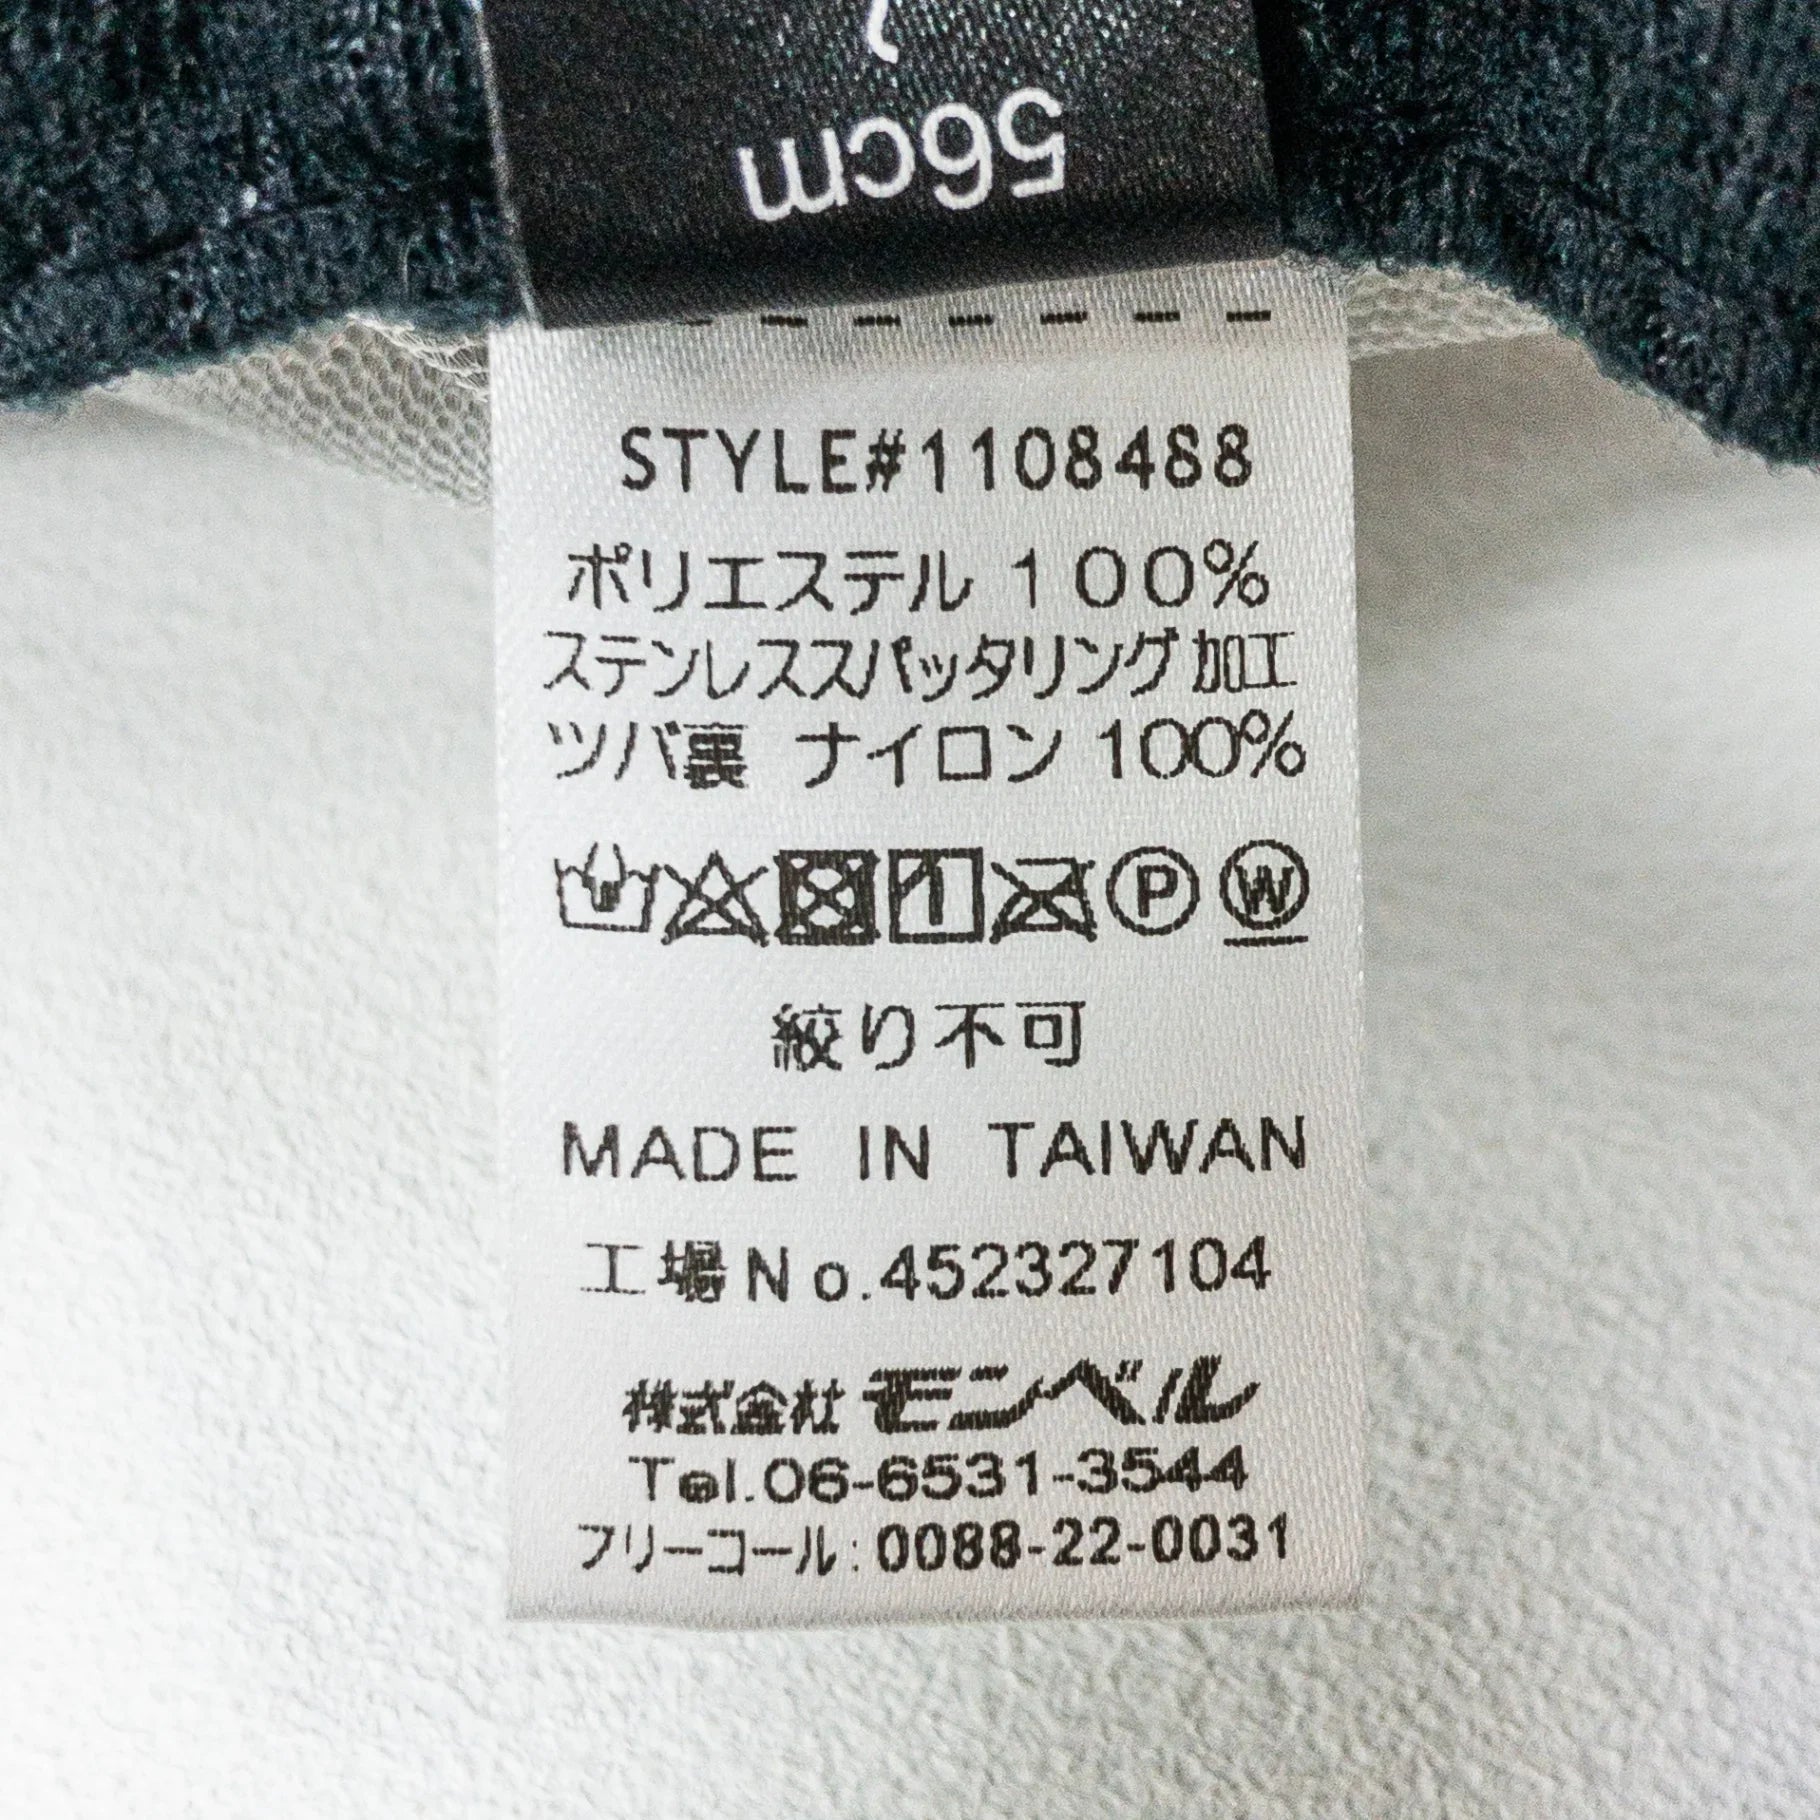 56cm
STYLE#1108488
ポリエステル 100%
ステンレススパッタリング加工
ツバ裏 ナイロン 100%
P W
絞り不可
MADE IN TAIWAN
工場No.452327104
株式会社 モンベル
Tel.06-6531-3544
フリーコール:0088-22-0031